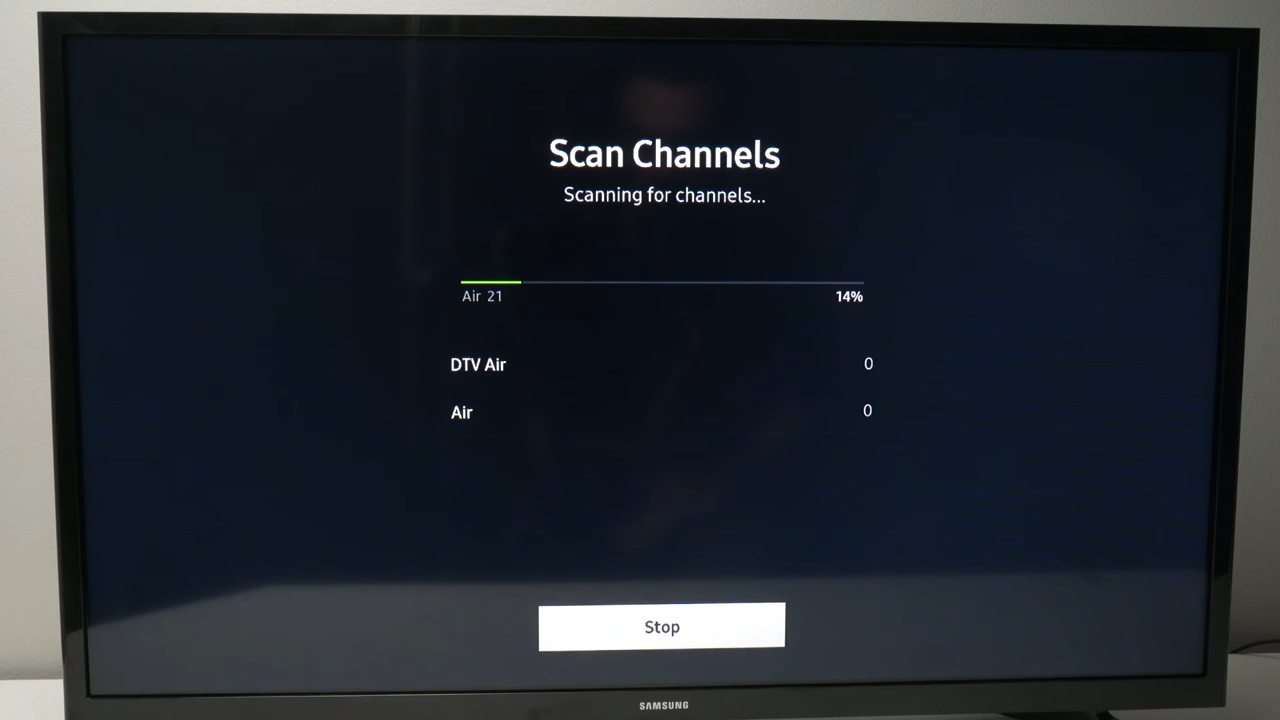 Scan Channels
Scanning for channels...
Air 21 14%
DTV Air 0
Air 0
Stop
SAMSUNG